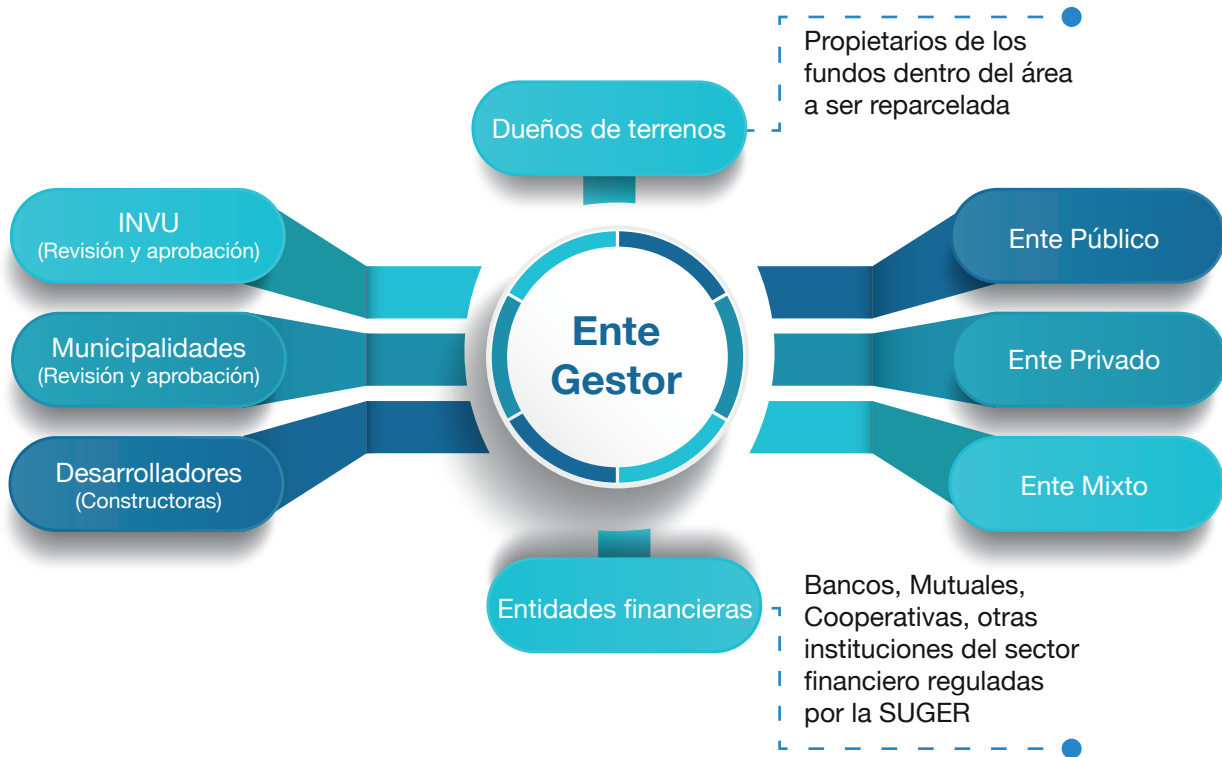 Propietarios de los
fundos dentro del área
a ser reparcelada
Dueños de terrenos
INVU
(Revisión y aprobación)
Municipalidades
(Revisión y aprobación)
Desarrolladores
(Constructoras)
Ente
Gestor
Ente Público
Ente Privado
Ente Mixto
Entidades financieras
Bancos, Mutuales,
Cooperativas, otras
instituciones del sector
financiero reguladas
por la SUGER